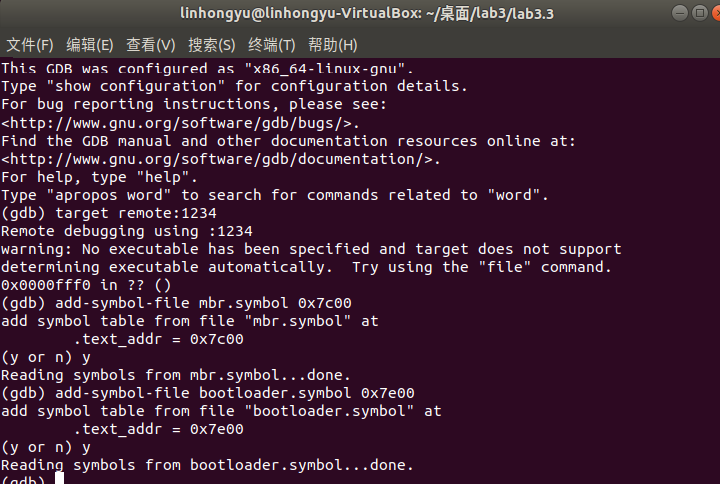 linhongyu@linhongyu-VirtualBox: ~/桌面/lab3/lab3.3
文件(F) 编辑(E) 查看(V) 搜索(S) 终端(T) 帮助(H)
This GDB was configured as "x86_64-linux-gnu".
Type "show configuration" for configuration details.
For bug reporting instructions, please see:
<http://www.gnu.org/software/gdb/bugs/>.
Find the GDB manual and other documentation resources online at:
<http://www.gnu.org/software/gdb/documentation/>.
For help, type "help".
Type "apropos word" to search for commands related to "word".
(gdb) target remote:1234
Remote debugging using :1234
warning: No executable has been specified and target does not support
determining executable automatically.  Try using the "file" command.
0x0000fff0 in ?? ()
(gdb) add-symbol-file mbr.symbol 0x7c00
add symbol table from file "mbr.symbol" at
        .text_addr = 0x7c00
(y or n) y
Reading symbols from mbr.symbol...done.
(gdb) add-symbol-file bootloader.symbol 0x7e00
add symbol table from file "bootloader.symbol" at
        .text_addr = 0x7e00
(y or n) y
Reading symbols from bootloader.symbol...done.
(gdb)